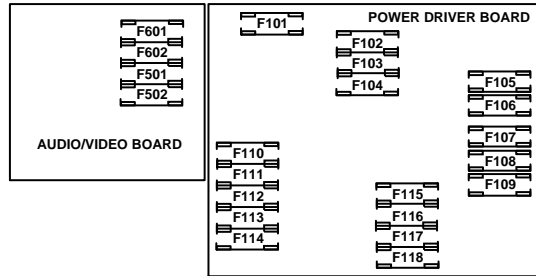 F601
F602
F501
F502
AUDIO/VIDEO BOARD
POWER DRIVER BOARD
F101
F102
F103
F104
F105
F106
F107
F108
F109
F110
F111
F112
F113
F114
F115
F116
F117
F118